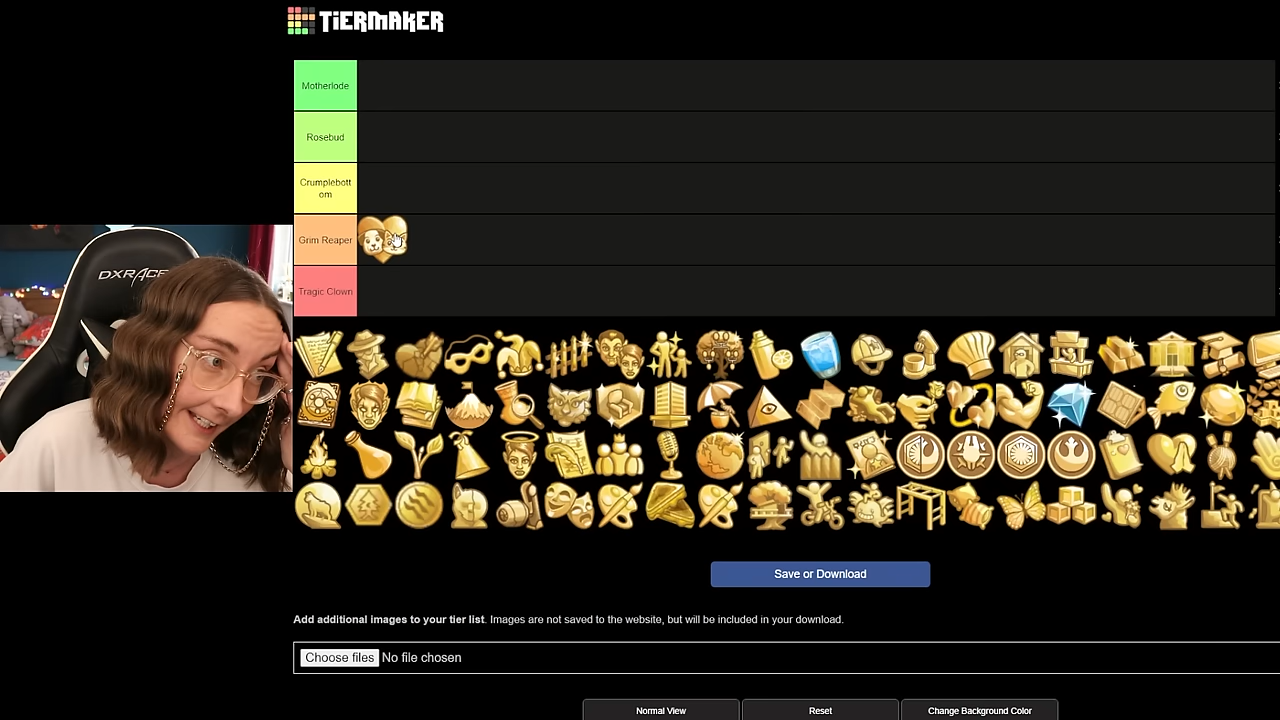 TiERMAKER
Motherlode
Rosebud
Crumplebott
om
Grim Reaper
Tragic Clown
DXRACE
Save or Download
Add additional images to your tier list. Images are not saved to the website, but will be included in your download.
Choose files No file chosen
Normal View
Reset
Change Background Color